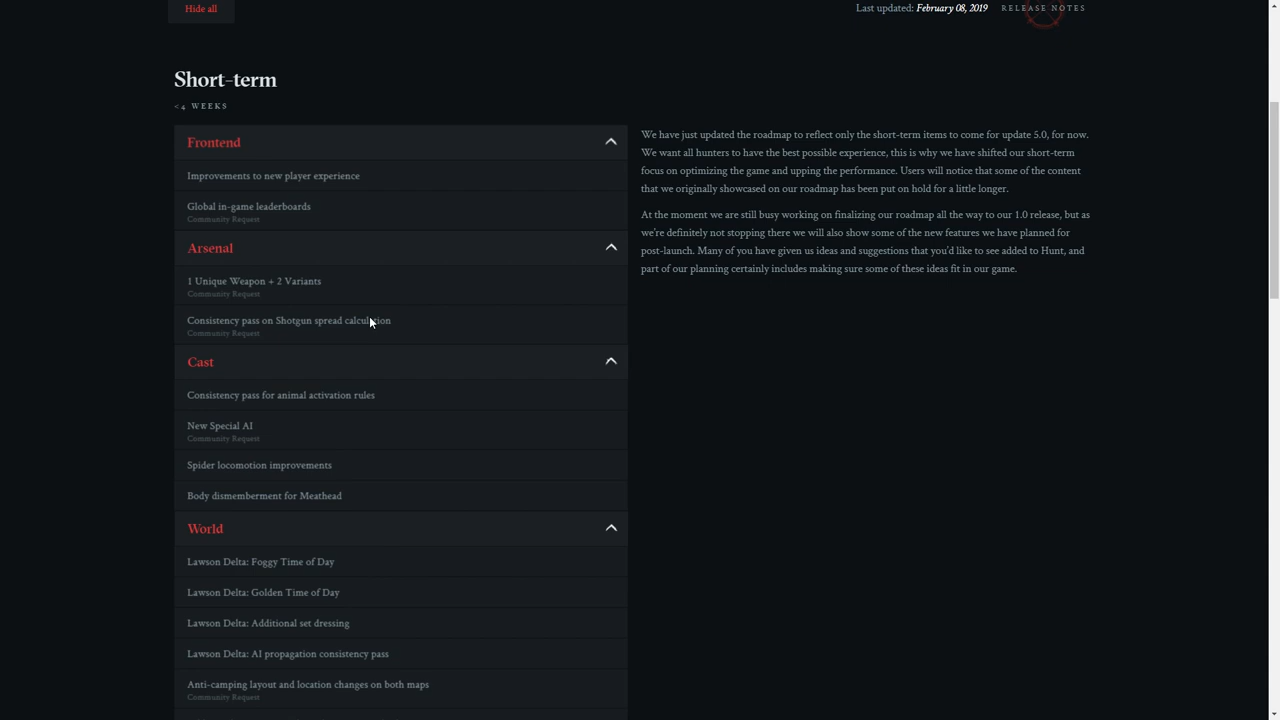 Hide all
Last updated: February 08, 2019 RELEASE NOTES
Short-term
<4 WEEKS
Frontend
Improvements to new player experience
Global in-game leaderboards
Community Request
Arsenal
1 Unique Weapon + 2 Variants
Community Request
Consistency pass on Shotgun spread calculation
Community Request
Cast
Consistency pass for animal activation rules
New Special AI
Community Request
Spider locomotion improvements
Body dismemberment for Meathead
World
Lawson Delta: Foggy Time of Day
Lawson Delta: Golden Time of Day
Lawson Delta: Additional set dressing
Lawson Delta: AI propagation consistency pass
Anti-camping layout and location changes on both maps
Community Request
We have just updated the roadmap to reflect only the short-term items to come for update 5.0, for now.
We want all hunters to have the best possible experience, this is why we have shifted our short-term
focus on optimizing the game and upping the performance. Users will notice that some of the content
that we originally showcased on our roadmap has been put on hold for a little longer.
At the moment we are still busy working on finalizing our roadmap all the way to our 1.0 release, but as
we're definitely not stopping there we will also show some of the new features we have planned for
post-launch. Many of you have given us ideas and suggestions that you'd like to see added to Hunt, and
part of our planning certainly includes making sure some of these ideas fit in our game.